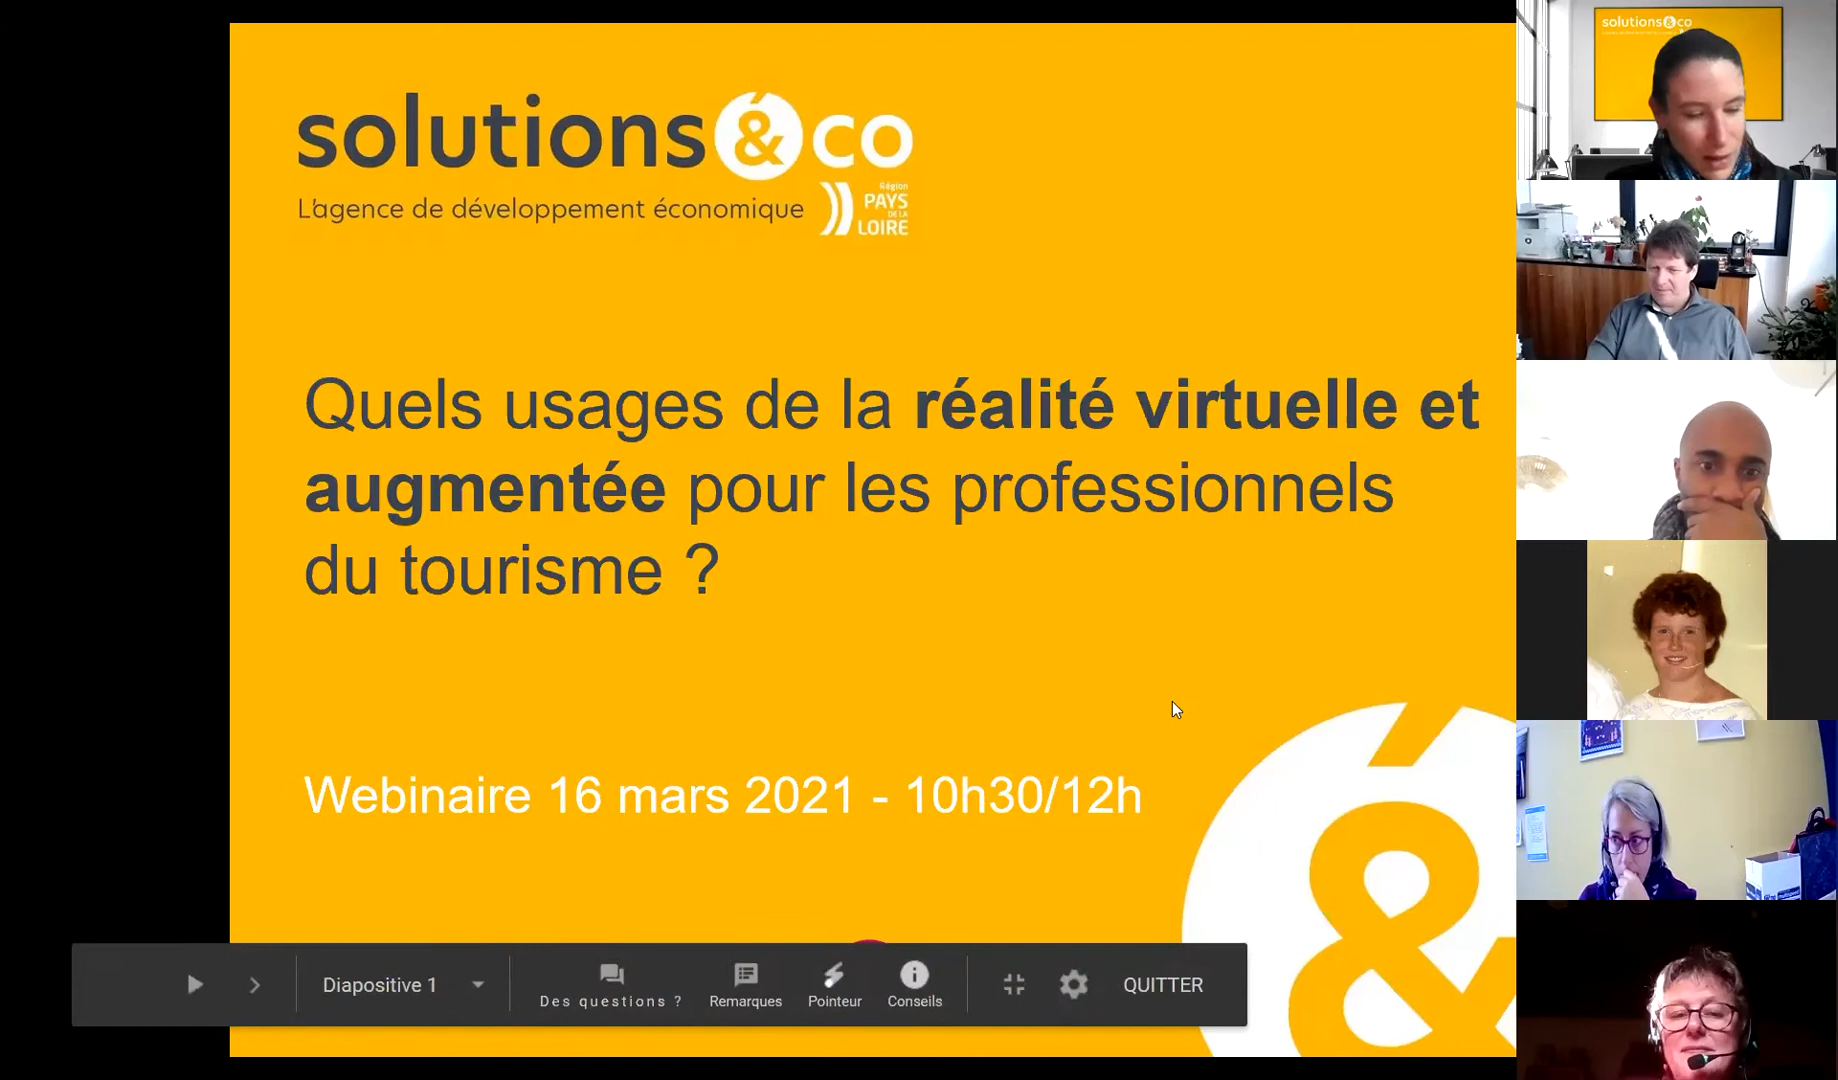 solutions&co
L'agence de développement économique
Région
PAYS
DE LA
LOIRE
Quels usages de la réalité virtuelle et
augmentée pour les professionnels
du tourisme ?
Webinaire 16 mars 2021 - 10h30/12h
Diapositive 1
Des questions ?
Remarques
Pointeur
Conseils
QUITTER
solutions&co